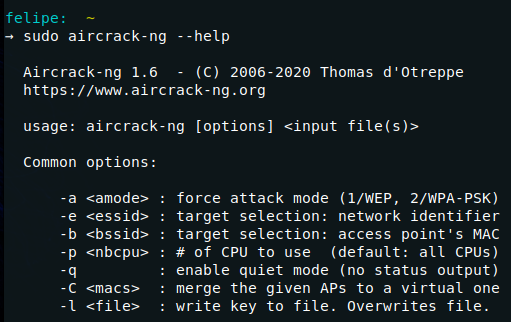 felipe:  ~
→ sudo aircrack-ng --help
Aircrack-ng 1.6  - (C) 2006-2020 Thomas d'Otreppe
https://www.aircrack-ng.org
usage: aircrack-ng [options] <input file(s)>
Common options:
-a <amode> : force attack mode (1/WEP, 2/WPA-PSK)
-e <essid> : target selection: network identifier
-b <bssid> : target selection: access point's MAC
-p <nbcpu> : # of CPU to use  (default: all CPUs)
-q         : enable quiet mode (no status output)
-C <macs>  : merge the given APs to a virtual one
-l <file>  : write key to file. Overwrites file.